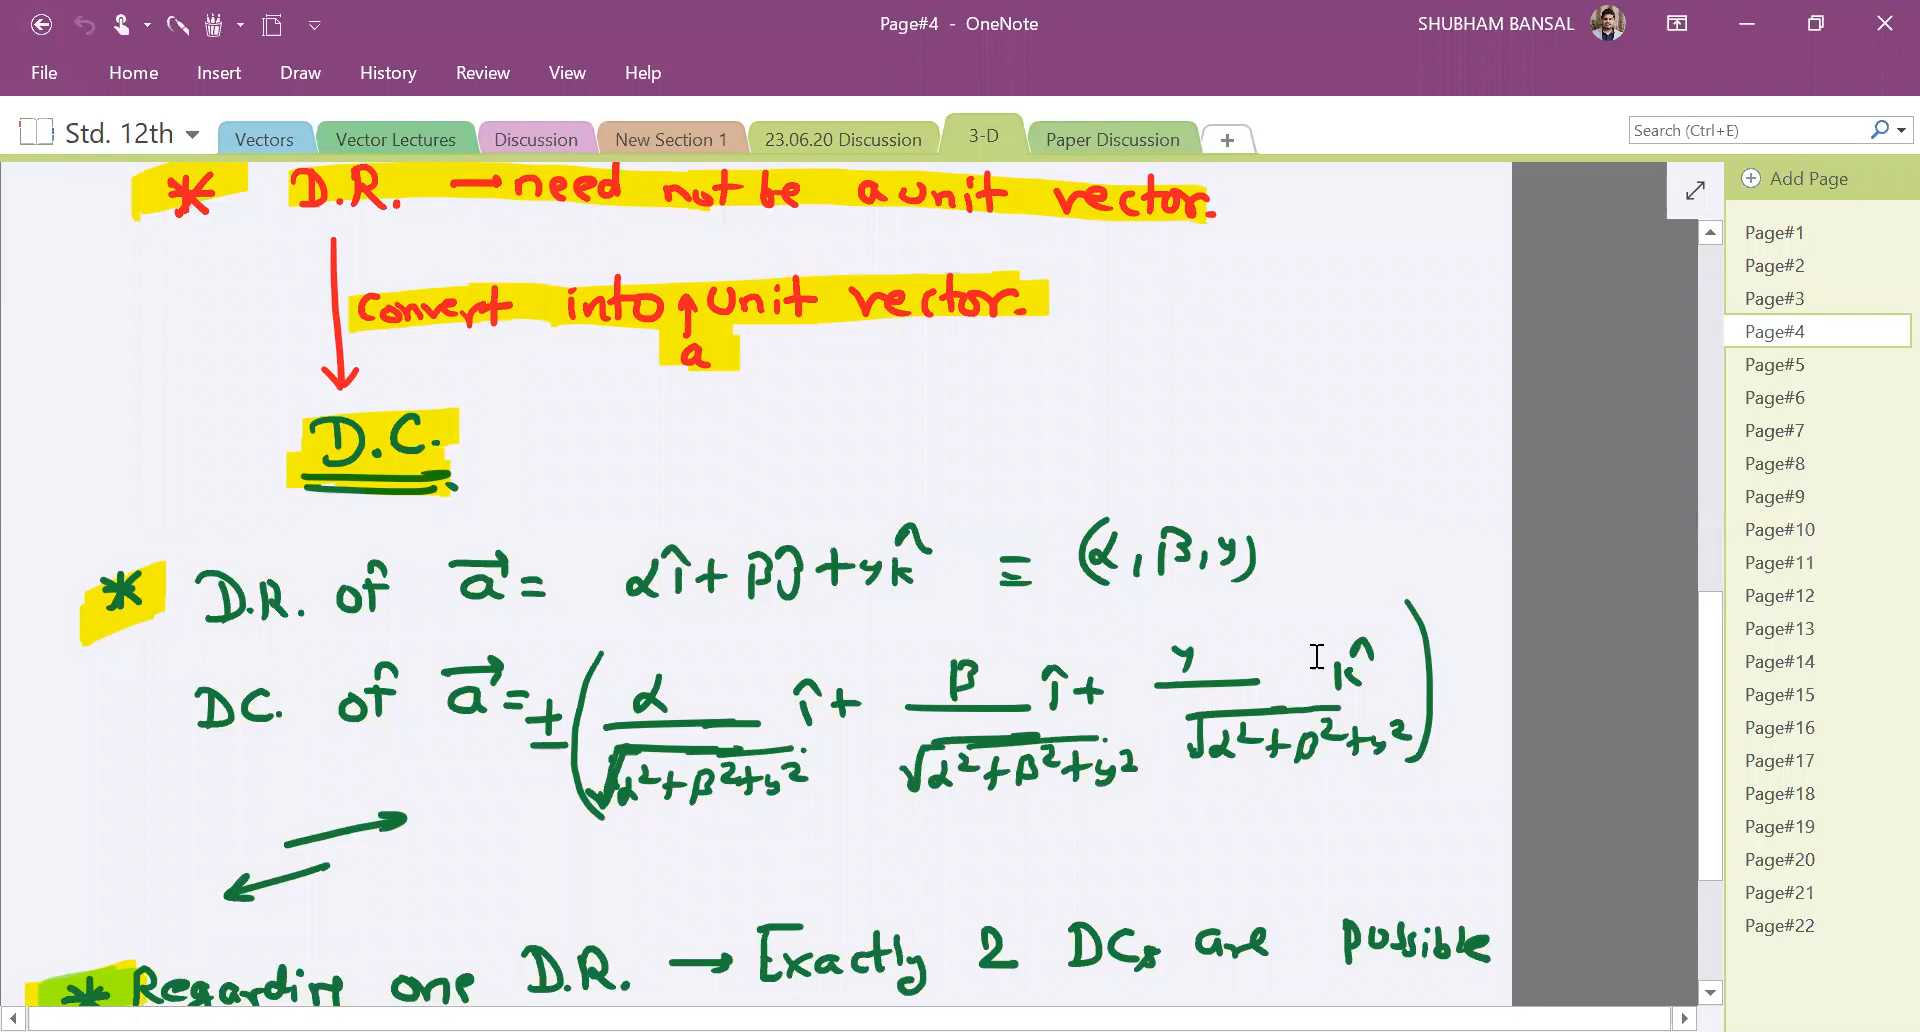 Page#4 - OneNote
SHUBHAM BANSAL
File Home Insert Draw History Review View Help
Std. 12th
Vectors
Vector Lectures
Discussion
New Section 1
23.06.20 Discussion
3-D
Paper Discussion
+
Search (Ctrl+E)
* D.R. → need not be a unit vector.
convert into unit vector.
a
D.C.
* D.R. of a⃗ = αî + βĵ + γk̂ ≡ (α, β, γ)
DC. of a⃗ = ± ( α/√(α²+β²+γ²) î + β/√(α²+β²+γ²) î + γ/√(α²+β²+γ²) k̂ )
* Regarding one D.R. → Exactly 2 DCs are possible
Add Page
Page#1
Page#2
Page#3
Page#4
Page#5
Page#6
Page#7
Page#8
Page#9
Page#10
Page#11
Page#12
Page#13
Page#14
Page#15
Page#16
Page#17
Page#18
Page#19
Page#20
Page#21
Page#22